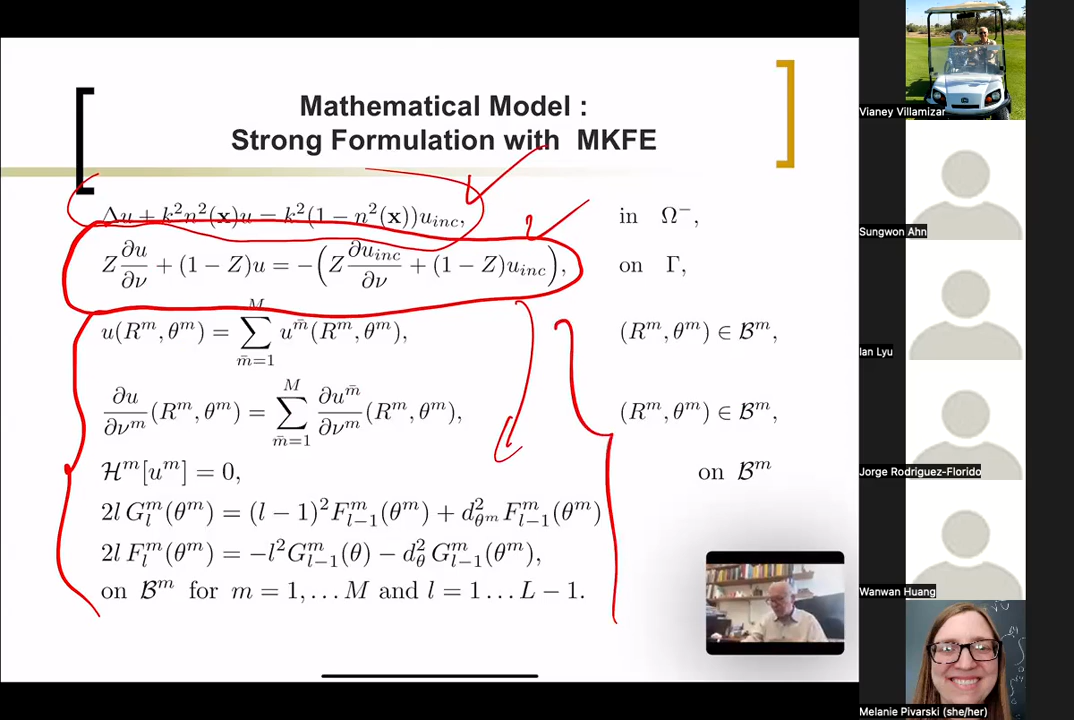 Mathematical Model :
Strong Formulation with MKFE
Δu + k²n²(x)u = k²(1 − n²(x))u_inc, in Ω⁻,
Z ∂u/∂ν + (1 − Z)u = −(Z ∂u_inc/∂ν + (1 − Z)u_inc), on Γ,
u(R^m, θ^m) = ∑_{m̄=1}^{M} u^m̄(R^m, θ^m), (R^m, θ^m) ∈ ℬ^m,
∂u/∂ν^m (R^m, θ^m) = ∑_{m̄=1}^{M} ∂u^m̄/∂ν^m (R^m, θ^m), (R^m, θ^m) ∈ ℬ^m,
ℋ^m[u^m] = 0, on ℬ^m
2l G_l^m(θ^m) = (l − 1)² F_{l−1}^m(θ^m) + d²_{θ^m} F_{l−1}^m(θ^m)
2l F_l^m(θ^m) = −l² G_{l−1}^m(θ) − d²_θ G_{l−1}^m(θ^m),
on ℬ^m for m = 1, . . . M and l = 1 . . . L − 1.
Vianey Villamizar
Sungwon Ahn
Ian Lyu
Jorge Rodriguez-Florido
Wanwan Huang
Melanie Pivarski (she/her)